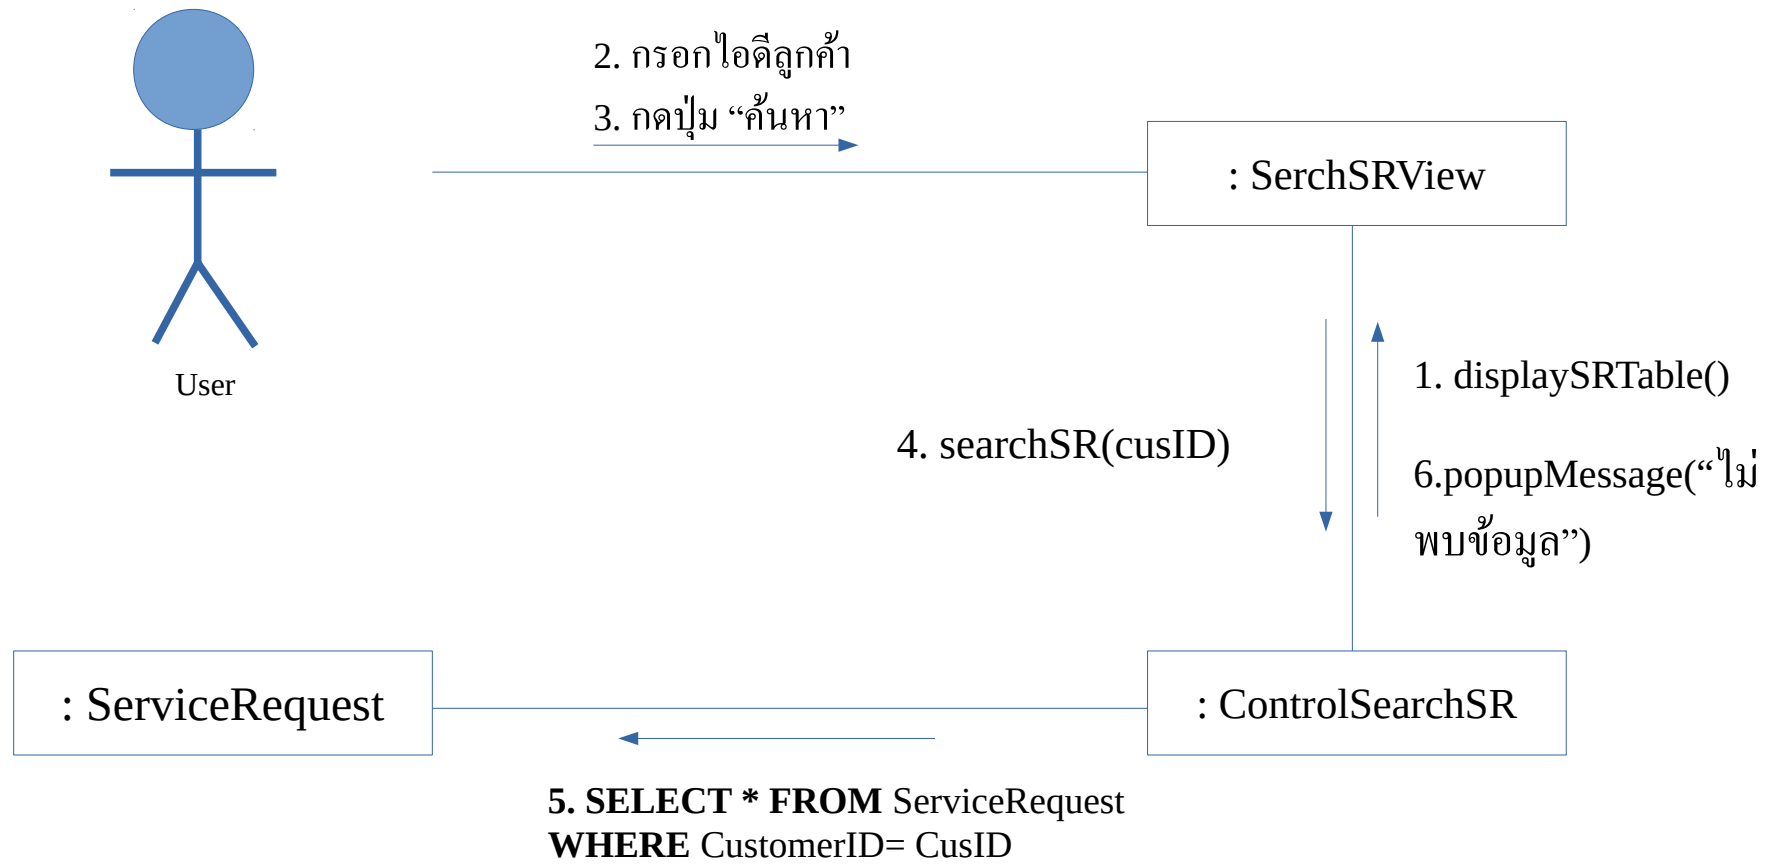 2. กรอกไอดีลูกค้า
3. กดปุ่ม “ค้นหา”
: SerchSRView
User
1. displaySRTable()
4. searchSR(cusID)
6.popupMessage(“ไม่
พบข้อมูล”)
: ServiceRequest
: ControlSearchSR
5. SELECT * FROM ServiceRequest
WHERE CustomerID= CusID